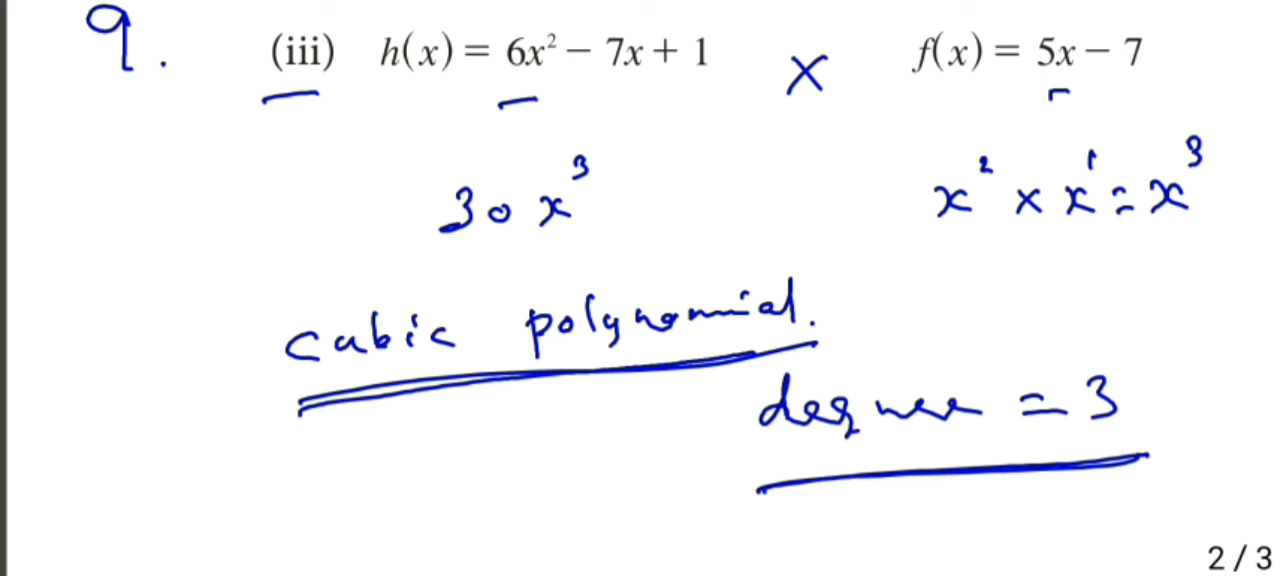 9. (iii) h(x) = 6x² − 7x + 1 × f(x) = 5x − 7
30x³ x² × x¹ = x³
cubic polynomial.
degree = 3
2 / 3